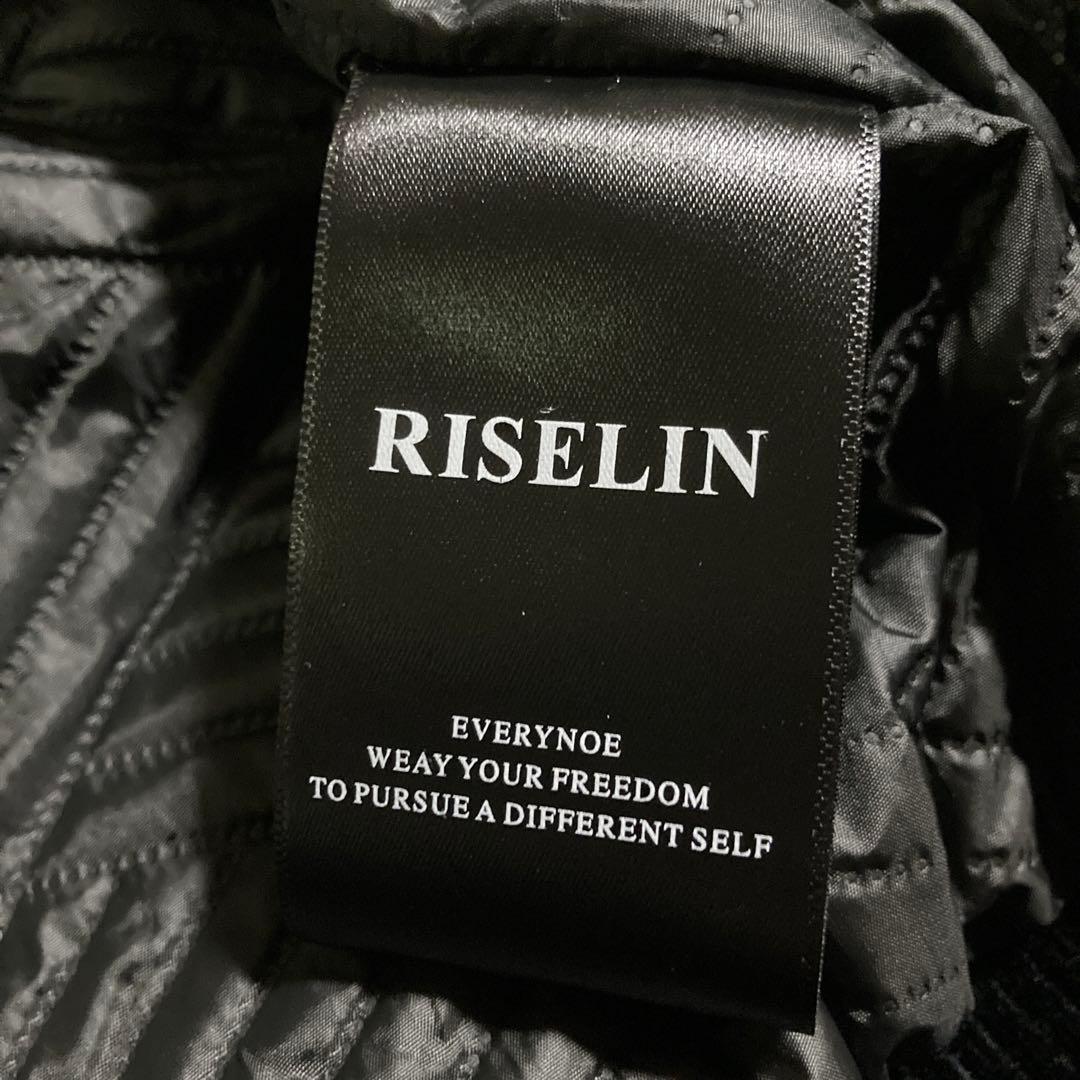 RISELIN
EVERYNOE
WEAY YOUR FREEDOM
TO PURSUE A DIFFERENT SELF